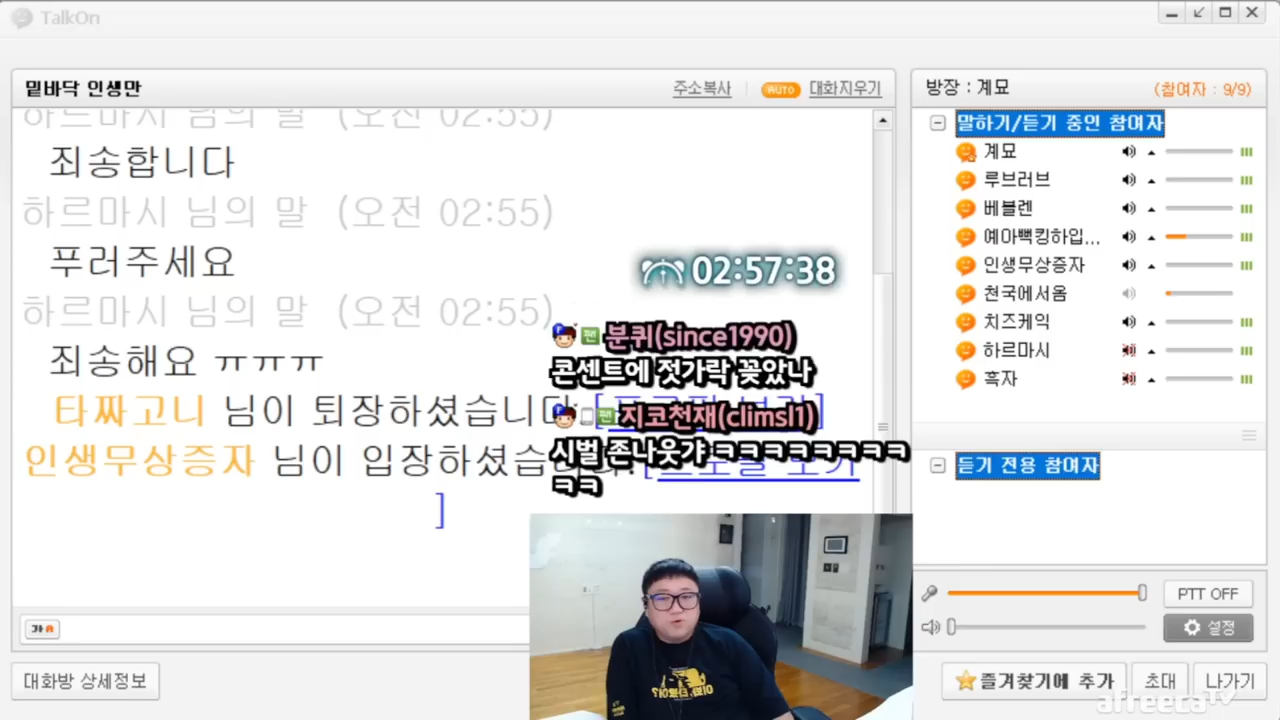 TalkOn
밑바닥 인생만
주소복사
AUTO
대화지우기
하르마시 님의 말 (오전 02:55)
죄송합니다
하르마시 님의 말 (오전 02:55)
푸러주세요
하르마시 님의 말 (오전 02:55)
죄송해요 ㅠㅠㅠ
타짜고니 님이 퇴장하셨습니다
인생무상증자 님이 입장하셨습
]
02:57:38
팬 분퀴(since1990)
콘센트에 젓가락 꽂았나
팬 지코천재(climsl1)
시벌 존나웃갸 ㅋㅋㅋㅋㅋㅋㅋㅋ
ㅋㅋ
가
대화방 상세정보
방장 : 계묘
(참여자 : 9/9)
말하기/듣기 중인 참여자
계묘
루브러브
베블렌
예아뻑킹하입...
인생무상증자
천국에서옴
치즈케익
하르마시
흑자
듣기 전용 참여자
PTT OFF
설정
즐겨찾기에 추가
초대
나가기
afreecaTV